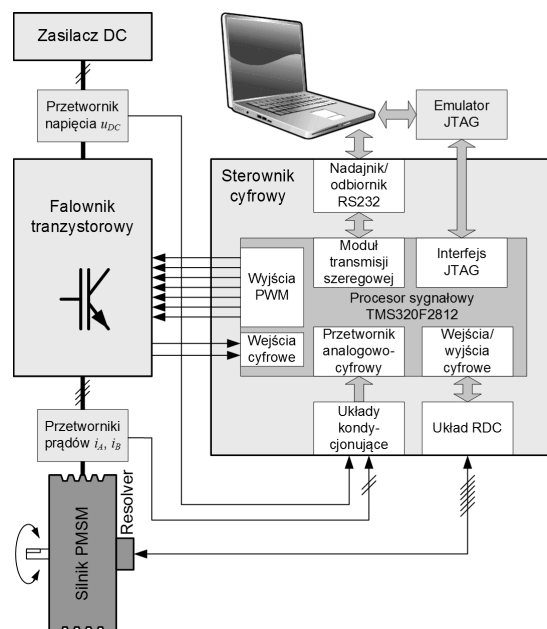 Zasilacz DC
Przetwornik
napięcia uDC
Emulator
JTAG
Sterownik
cyfrowy
Nadajnik/
odbiornik
RS232
Falownik
tranzystorowy
Moduł
transmisji
szeregowej
Interfejs
JTAG
Wyjścia
PWM
Procesor sygnałowy
TMS320F2812
Wejścia
cyfrowe
Przetwornik
analogowo-
cyfrowy
Wejścia/
wyjścia
cyfrowe
Przetworniki
prądów iA, iB
Układy
kondy-
cjonujące
Układ RDC
Silnik PMSM
Resolver